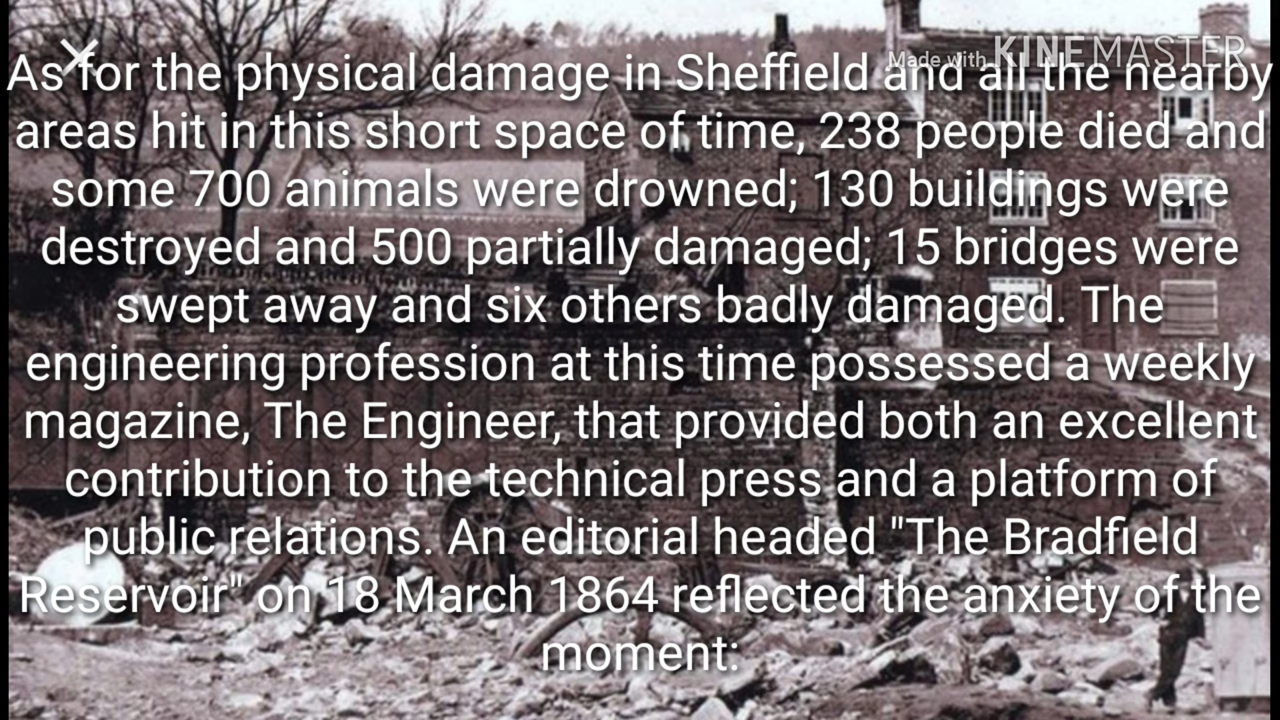 Made with KINEMASTER
As for the physical damage in Sheffield and all the nearby
areas hit in this short space of time, 238 people died and
some 700 animals were drowned; 130 buildings were
destroyed and 500 partially damaged; 15 bridges were
swept away and six others badly damaged. The
engineering profession at this time possessed a weekly
magazine, The Engineer, that provided both an excellent
contribution to the technical press and a platform of
public relations. An editorial headed "The Bradfield
Reservoir" on 18 March 1864 reflected the anxiety of the
moment: